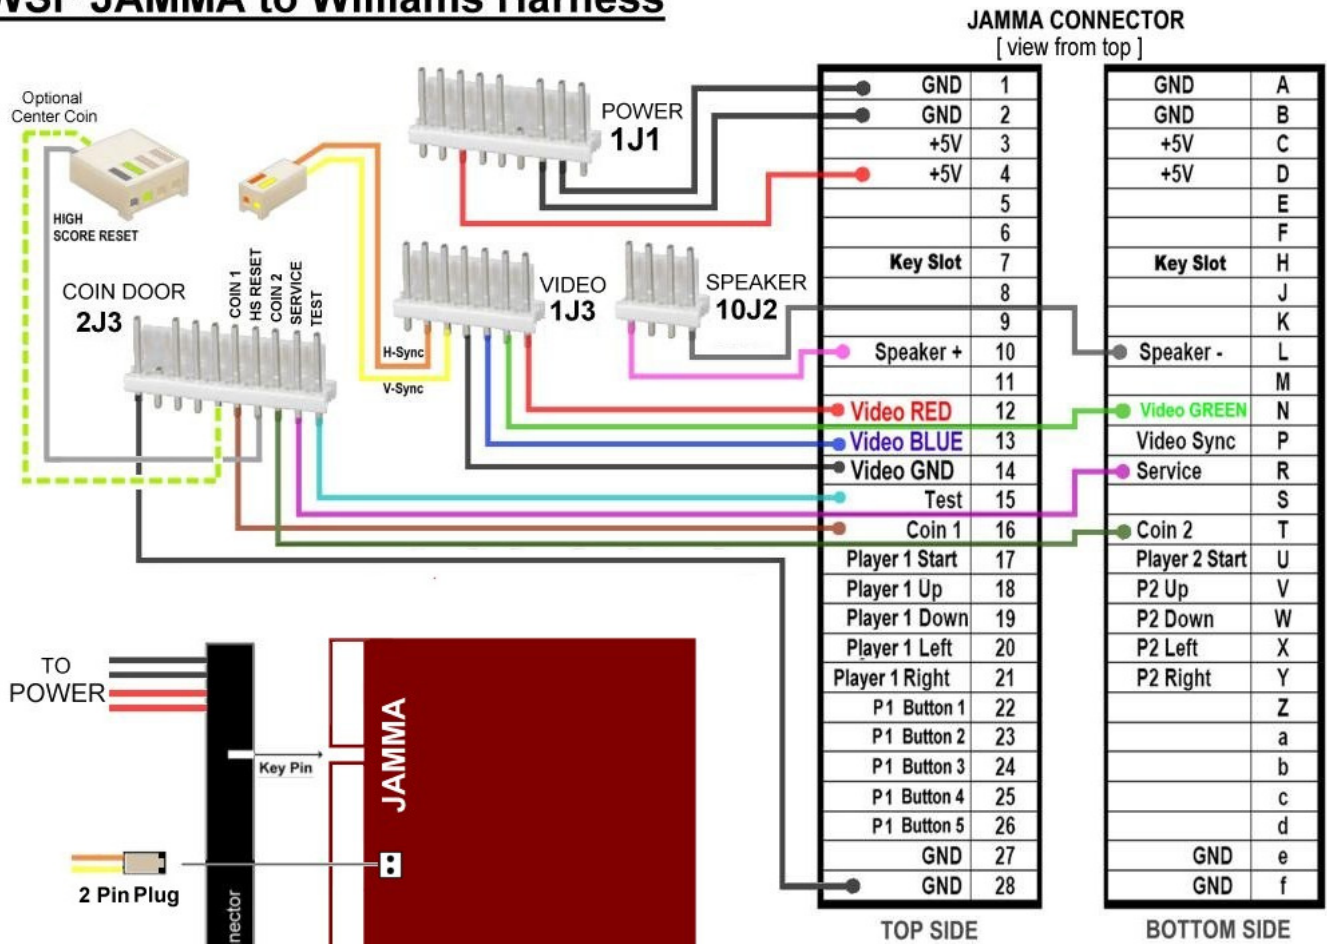 JAMMA to Williams Harness
JAMMA CONNECTOR
[ view from top ]
Optional
Center Coin
HIGH
SCORE RESET
POWER
1J1
COIN DOOR
2J3
COIN 1
HS RESET
COIN 2
SERVICE
TEST
VIDEO
1J3
SPEAKER
10J2
H-Sync
V-Sync
GND 1
GND 2
+5V 3
+5V 4
5
6
Key Slot 7
8
9
Speaker + 10
11
Video RED 12
Video BLUE 13
Video GND 14
Test 15
Coin 1 16
Player 1 Start 17
Player 1 Up 18
Player 1 Down 19
Player 1 Left 20
Player 1 Right 21
P1 Button 1 22
P1 Button 2 23
P1 Button 3 24
P1 Button 4 25
P1 Button 5 26
GND 27
GND 28
TOP SIDE
GND A
GND B
+5V C
+5V D
E
F
Key Slot H
J
K
Speaker - L
M
Video GREEN N
Video Sync P
Service R
S
Coin 2 T
Player 2 Start U
P2 Up V
P2 Down W
P2 Left X
P2 Right Y
Z
a
b
c
d
GND e
GND f
BOTTOM SIDE
TO
POWER
Key Pin
JAMMA
2 Pin Plug
nector